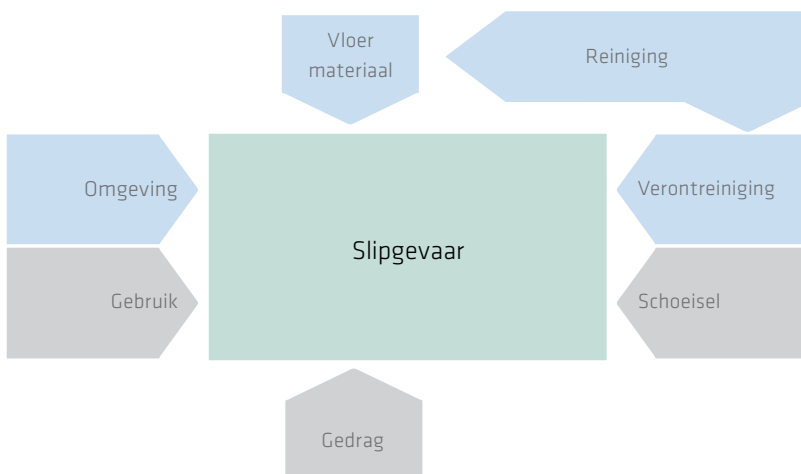 Vloer
materiaal
Reiniging
Omgeving
Verontreiniging
Slipgevaar
Gebruik
Schoeisel
Gedrag